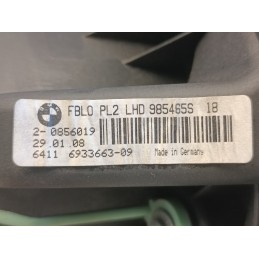 FBLO PL2 LHD 985465S 18
2-0856019
29.01.08
6411 6933663-09 Made in Germany